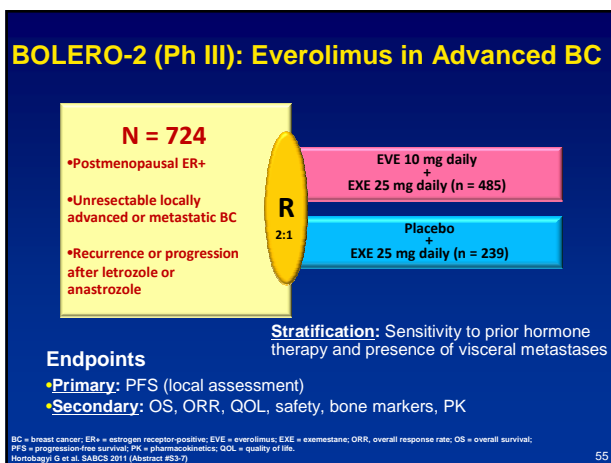 BOLERO-2 (Ph III): Everolimus in Advanced BC
N = 724
•Postmenopausal ER+
•Unresectable locally
advanced or metastatic BC
•Recurrence or progression
after letrozole or
anastrozole
R
2:1
EVE 10 mg daily
+
EXE 25 mg daily (n = 485)
Placebo
+
EXE 25 mg daily (n = 239)
Stratification: Sensitivity to prior hormone
therapy and presence of visceral metastases
Endpoints
•Primary: PFS (local assessment)
•Secondary: OS, ORR, QOL, safety, bone markers, PK
BC = breast cancer; ER+ = estrogen receptor-positive; EVE = everolimus; EXE = exemestane; ORR, overall response rate; OS = overall survival;
PFS = progression-free survival; PK = pharmacokinetics; QOL = quality of life.
Hortobagyi G et al. SABCS 2011 (Abstract #S3-7)
55